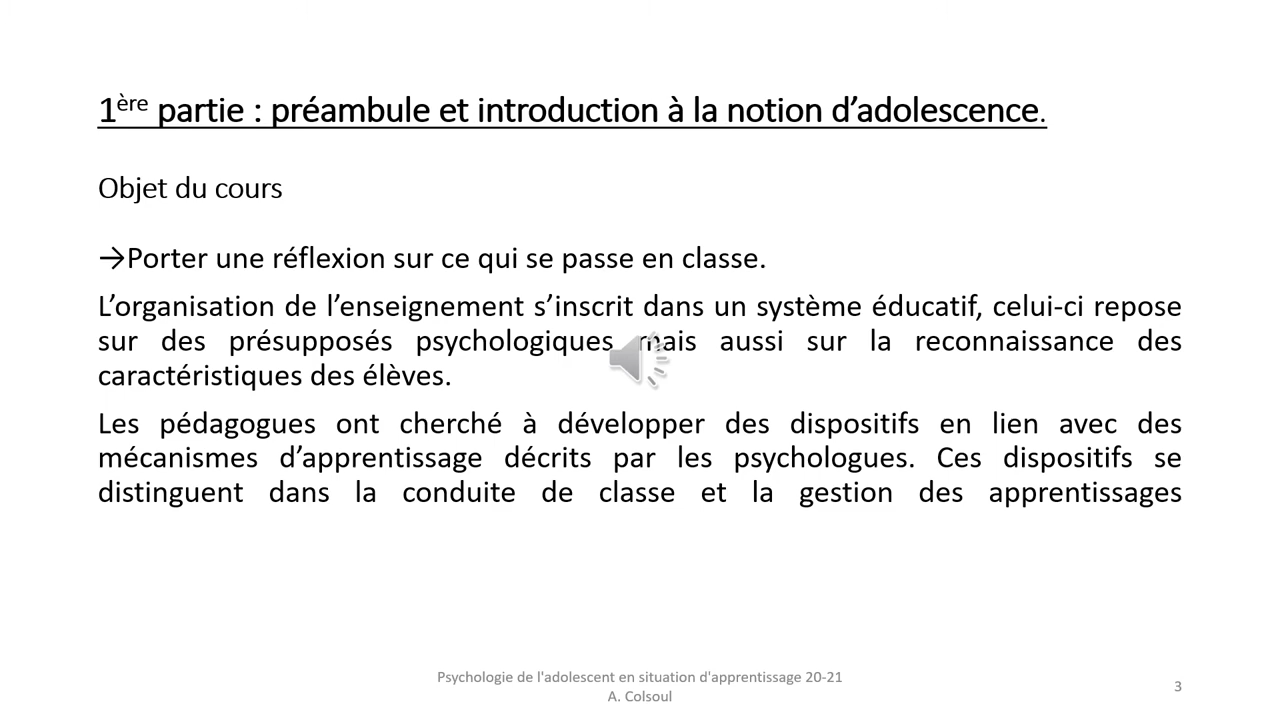 1ère partie : préambule et introduction à la notion d’adolescence.
Objet du cours
→Porter une réflexion sur ce qui se passe en classe.
L’organisation de l’enseignement s’inscrit dans un système éducatif, celui-ci repose
sur des présupposés psychologiques mais aussi sur la reconnaissance des
caractéristiques des élèves.
Les pédagogues ont cherché à développer des dispositifs en lien avec des
mécanismes d’apprentissage décrits par les psychologues. Ces dispositifs se
distinguent dans la conduite de classe et la gestion des apprentissages
Psychologie de l'adolescent en situation d'apprentissage 20-21
A. Colsoul
3